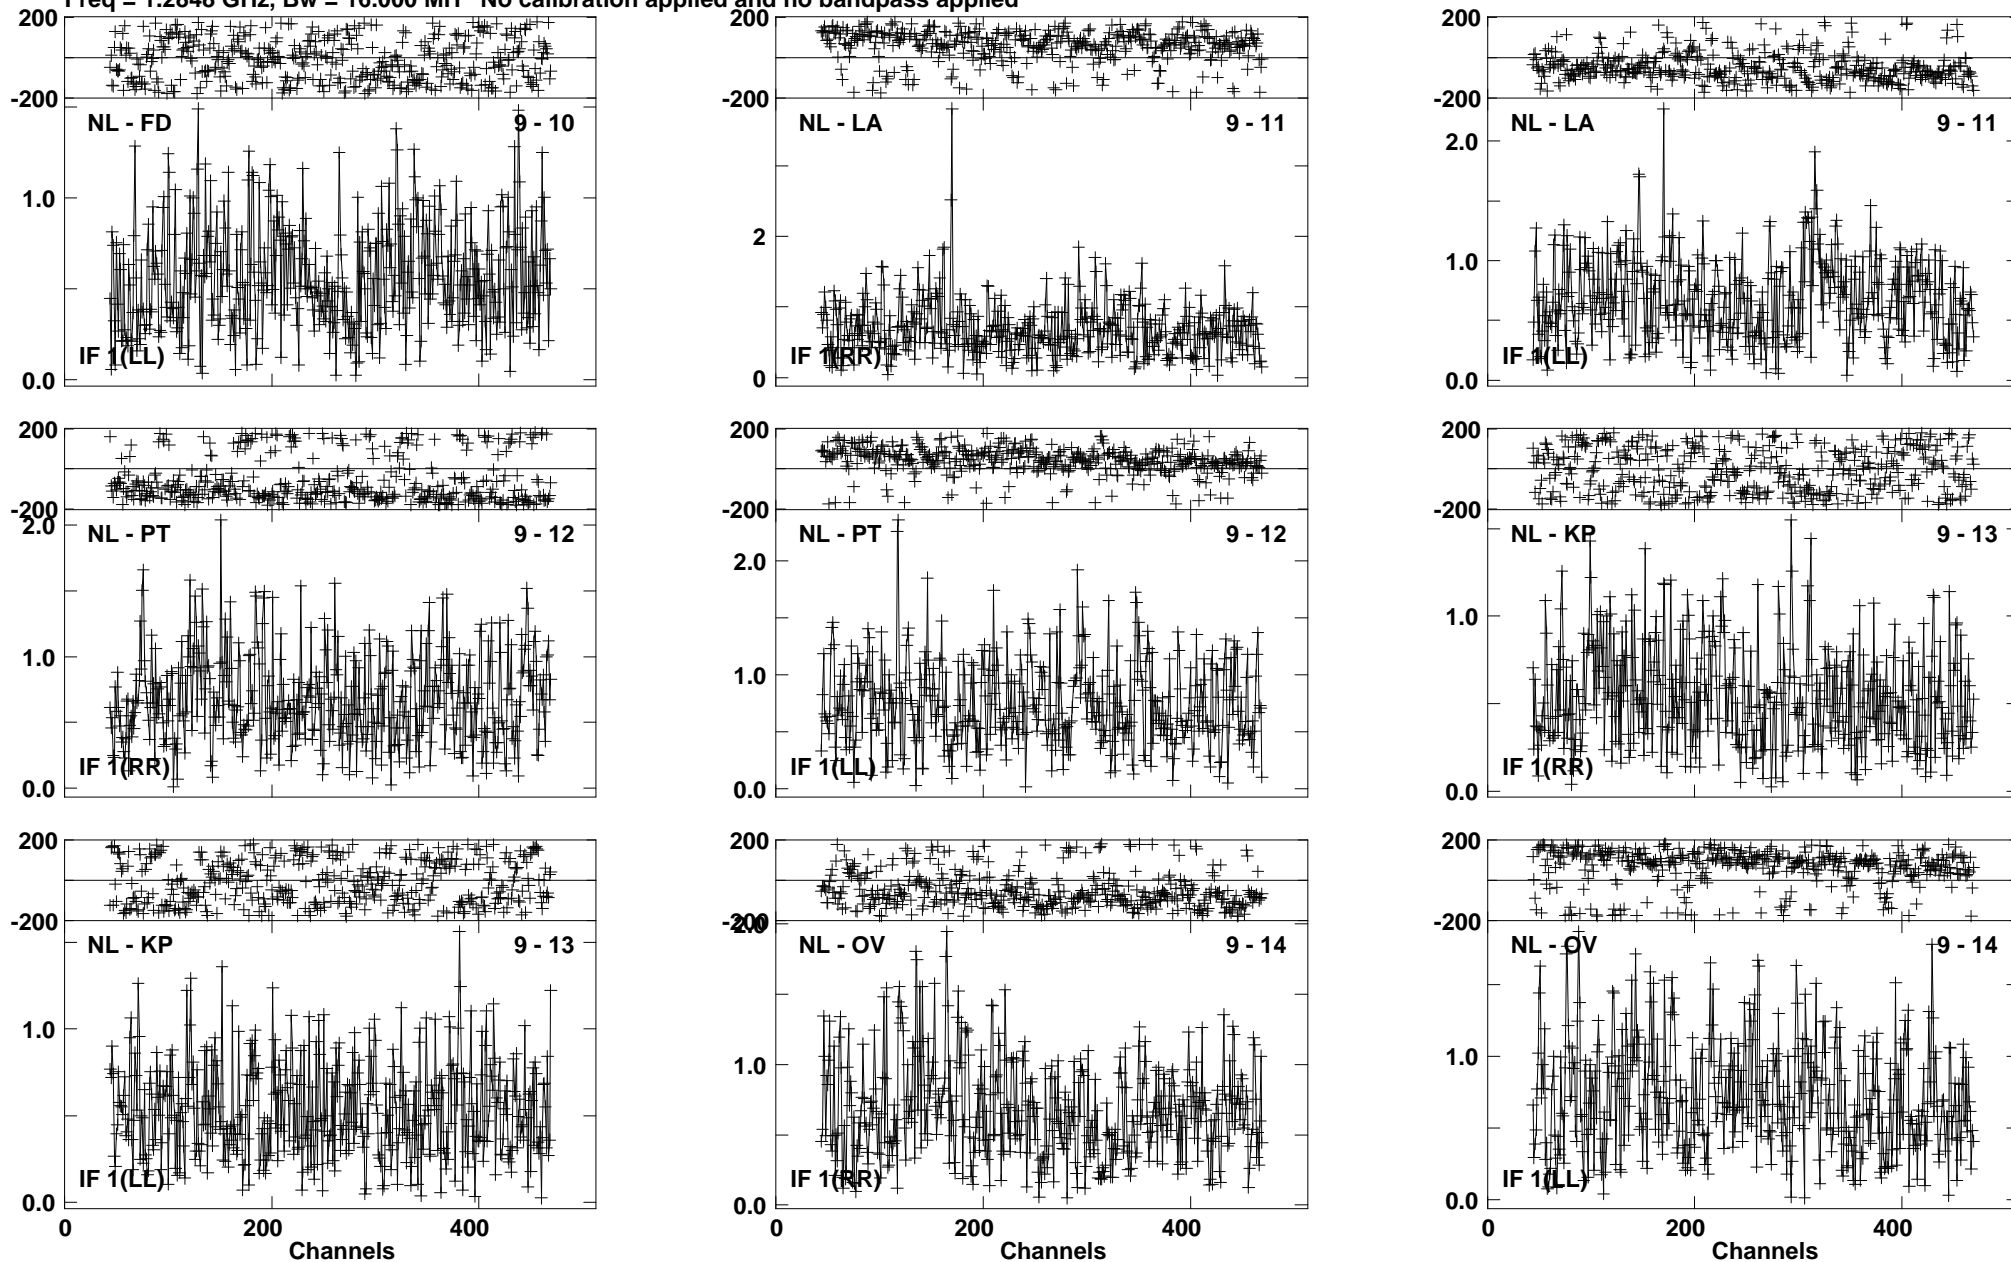 Freq = 1.2848 GHz, Bw = 16.000 MH No calibration applied and no bandpass applied
200
-200
NL - FD 9 - 10
1.0
IF 1(LL)
0.0
200
-200
NL - LA 9 - 11
2
IF 1(RR)
0
200
-200
NL - LA 9 - 11
2.0
1.0
IF 1(LL)
0.0
200
-200
2.0
NL - PT 9 - 12
1.0
IF 1(RR)
0.0
200
-200
NL - PT 9 - 12
2.0
1.0
IF 1(LL)
0.0
200
-200
NL - KP 9 - 13
1.0
IF 1(RR)
0.0
200
-200
NL - KP 9 - 13
1.0
IF 1(LL)
0.0
0 200 400
Channels
200
-200
2.0
NL - OV 9 - 14
1.0
IF 1(RR)
0.0
200 400
200
-200
NL - OV 9 - 14
1.0
IF 1(LL)
0.0
0 200 400
Channels